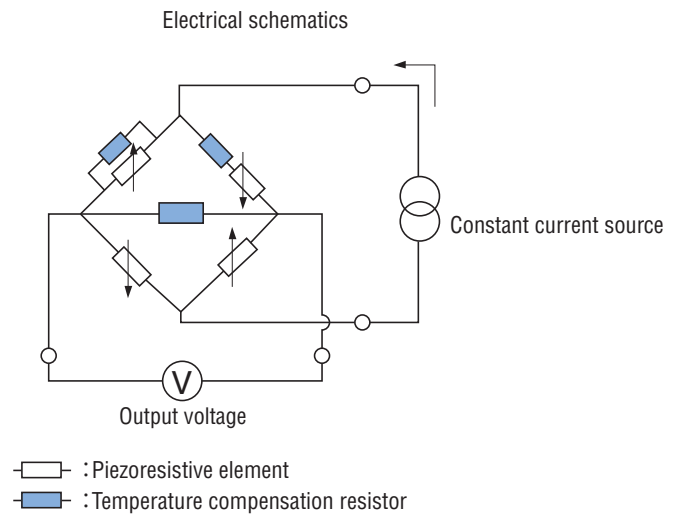 Electrical schematics
Constant current source
V
Output voltage
: Piezoresistive element
: Temperature compensation resistor